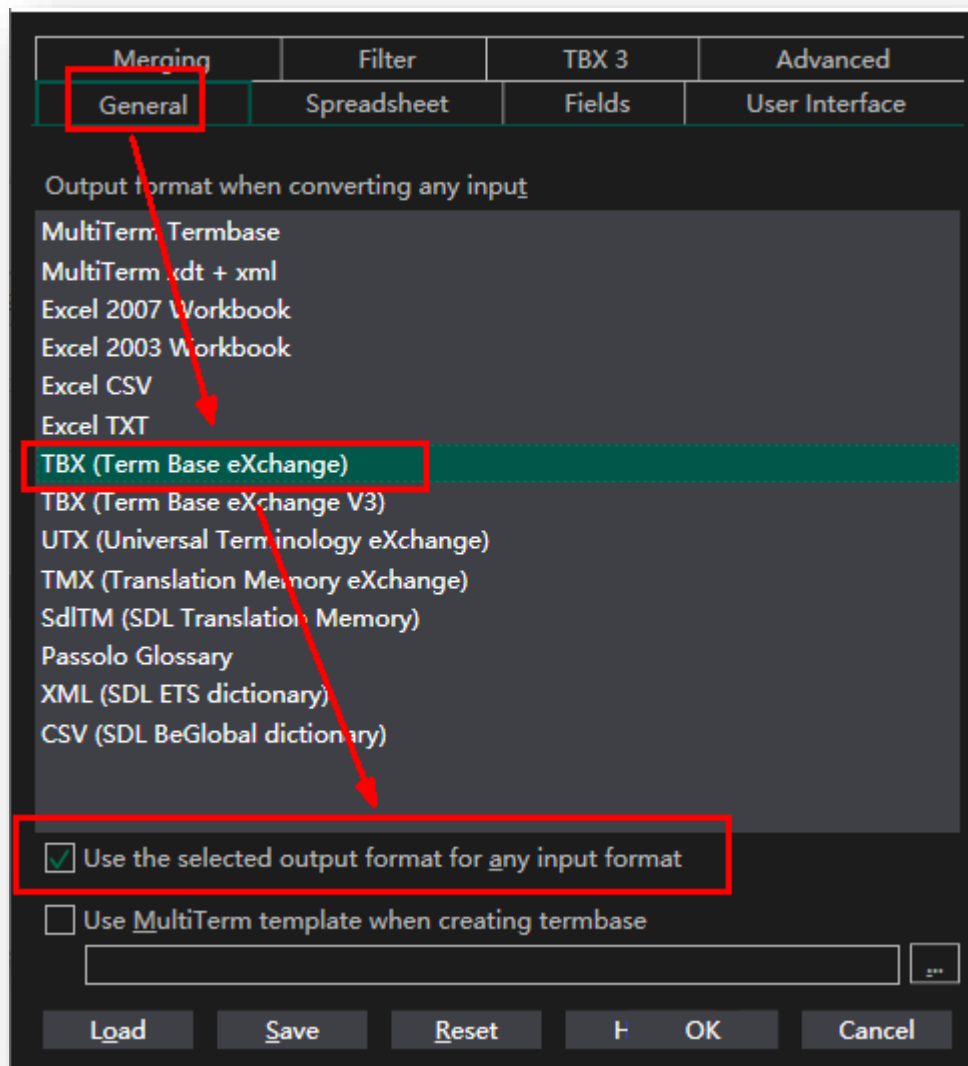 Merging Filter TBX 3 Advanced
General Spreadsheet Fields User Interface
Output format when converting any input
MultiTerm Termbase
MultiTerm xdt + xml
Excel 2007 Workbook
Excel 2003 Workbook
Excel CSV
Excel TXT
TBX (Term Base eXchange)
TBX (Term Base eXchange V3)
UTX (Universal Terminology eXchange)
TMX (Translation Memory eXchange)
SdlTM (SDL Translation Memory)
Passolo Glossary
XML (SDL ETS dictionary)
CSV (SDL BeGlobal dictionary)
Use the selected output format for any input format
Use MultiTerm template when creating termbase
...
Load Save Reset H OK Cancel